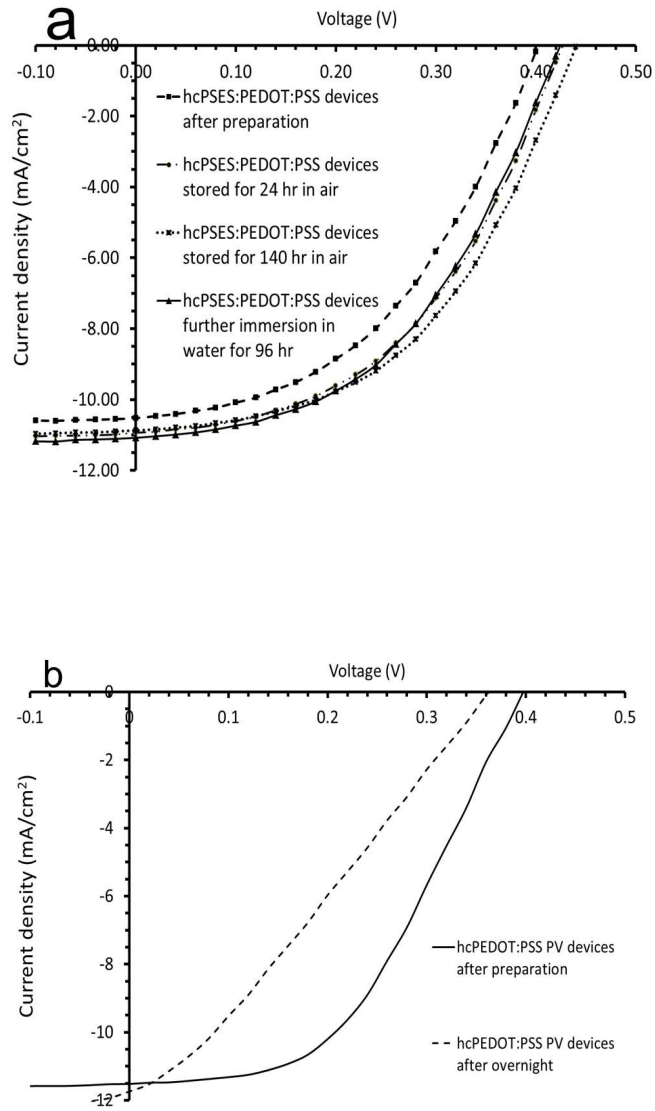 a
Voltage (V)
0.00
-0.10 0.00 0.10 0.20 0.30 0.40 0.50
-2.00
-4.00
-6.00
-8.00
-10.00
-12.00
Current density (mA/cm²)
hcPSES:PEDOT:PSS devices
after preparation
hcPSES:PEDOT:PSS devices
stored for 24 hr in air
hcPSES:PEDOT:PSS devices
stored for 140 hr in air
hcPSES:PEDOT:PSS devices
further immersion in
water for 96 hr
b
Voltage (V)
0
-0.1 0 0.1 0.2 0.3 0.4 0.5
-2
-4
-6
-8
-10
-12
Current density (mA/cm²)
hcPEDOT:PSS PV devices
after preparation
hcPEDOT:PSS PV devices
after overnight